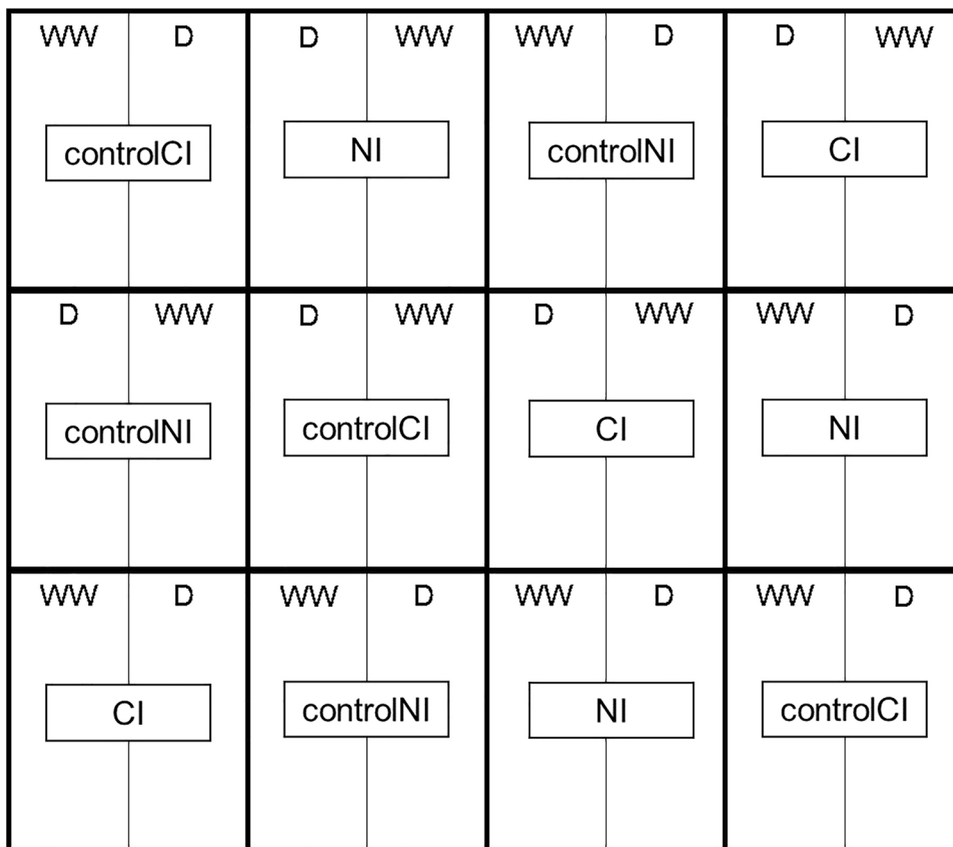 WW D D WW WW D D WW
controlCI NI controlNI CI
D WW D WW D WW WW D
controlNI controlCI CI NI
WW D WW D WW D WW D
CI controlNI NI controlCI